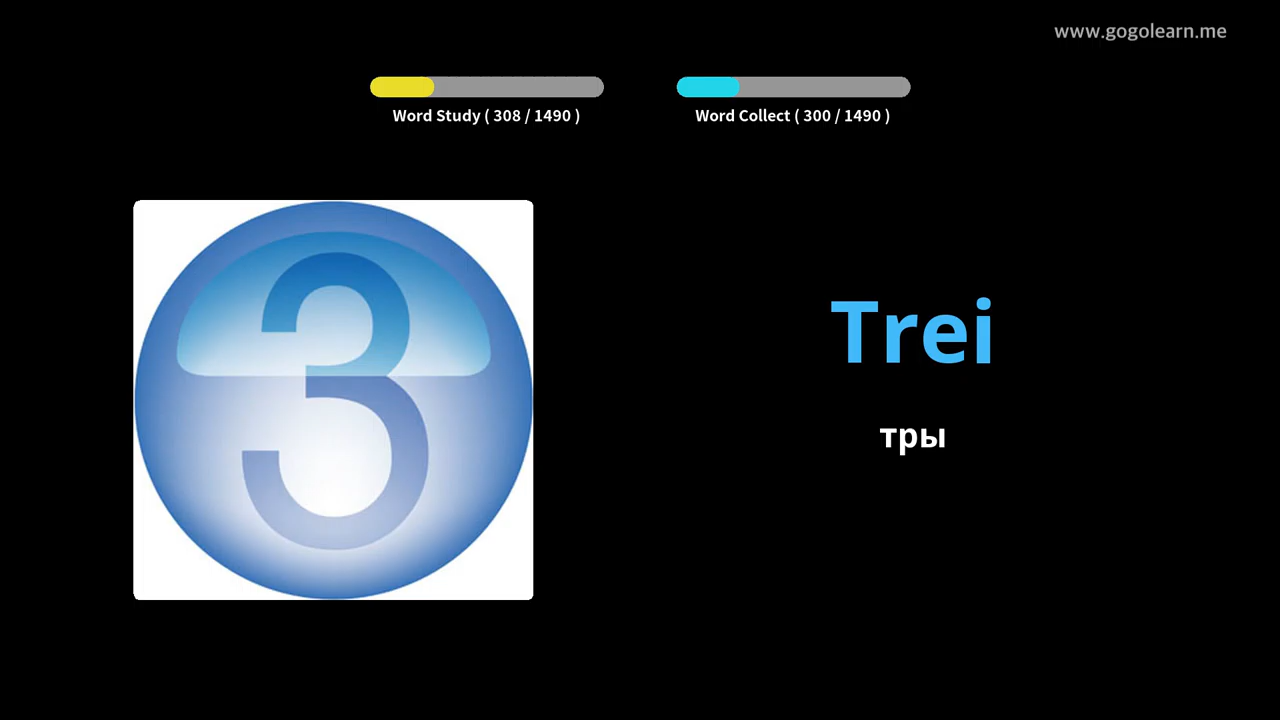 www.gogolearn.me
Word Study ( 308 / 1490 )
Word Collect ( 300 / 1490 )
3
Trei
тры